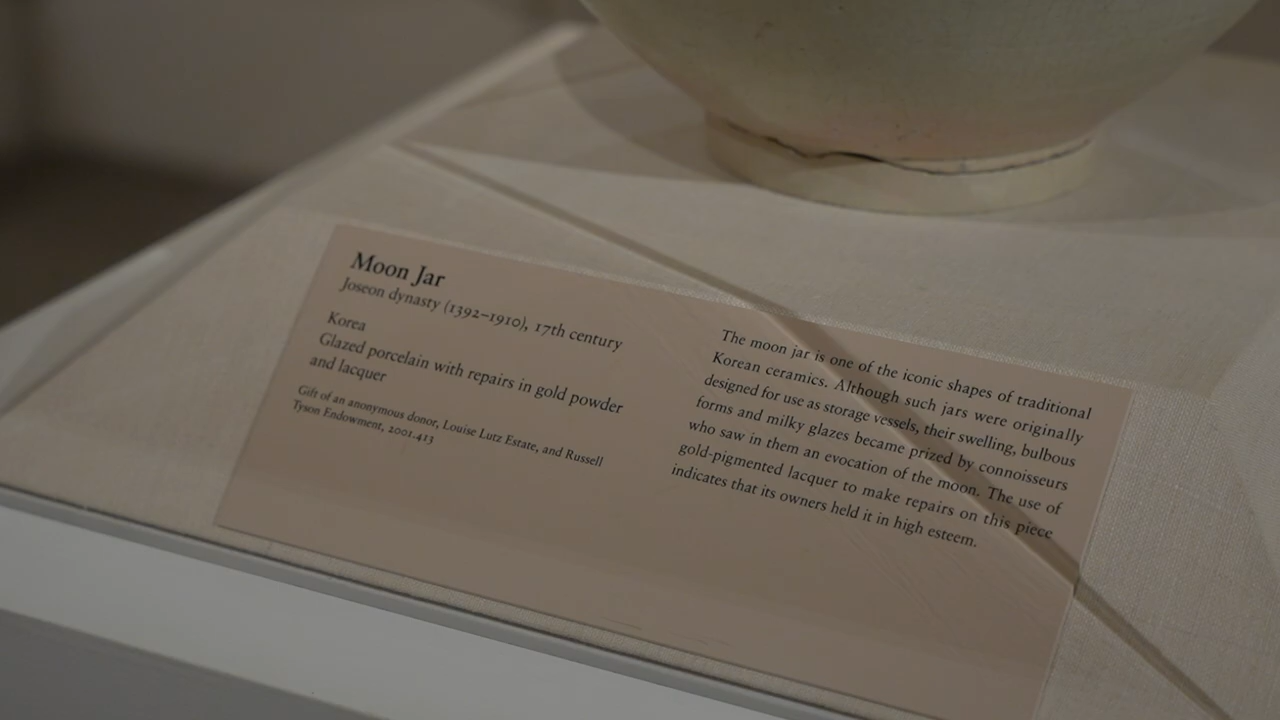 Moon Jar
Joseon dynasty (1392–1910), 17th century
Korea
Glazed porcelain with repairs in gold powder
and lacquer
Gift of an anonymous donor, Louise Lutz Estate, and Russell
Tyson Endowment, 2001.413
The moon jar is one of the iconic shapes of traditional
Korean ceramics. Although such jars were originally
designed for use as storage vessels, their swelling, bulbous
forms and milky glazes became prized by connoisseurs
who saw in them an evocation of the moon. The use of
gold-pigmented lacquer to make repairs on this piece
indicates that its owners held it in high esteem.